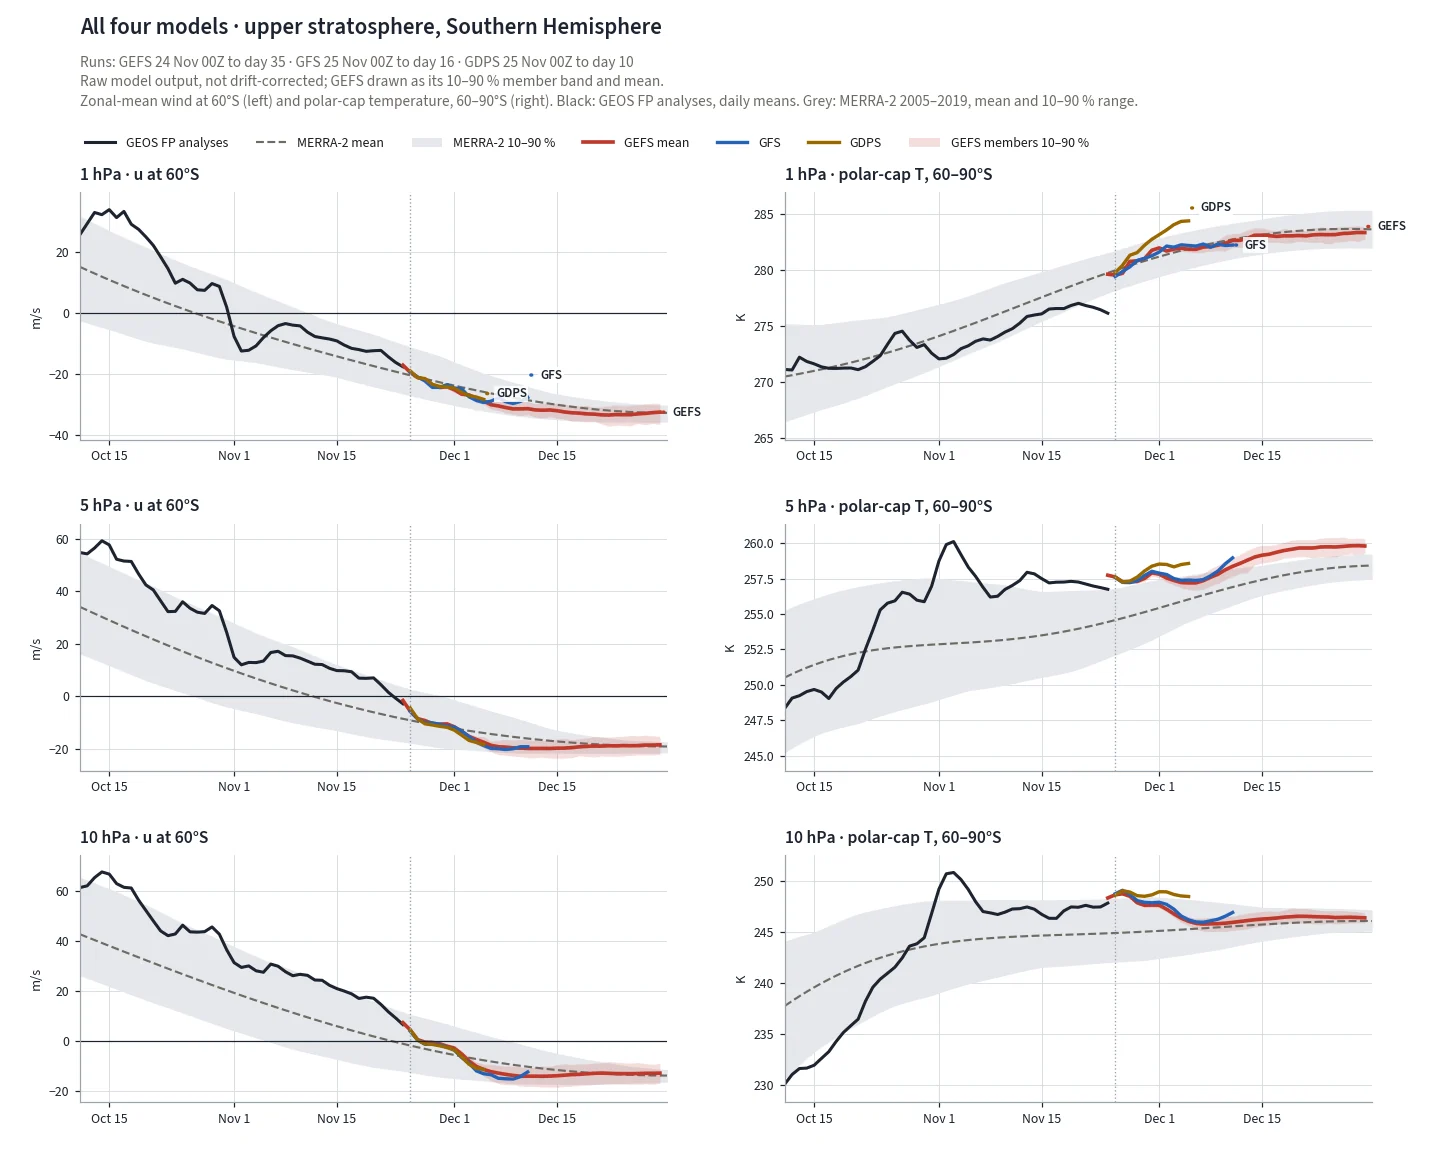 All four models · upper stratosphere, Southern Hemisphere
Runs: GEFS 24 Nov 00Z to day 35 · GFS 25 Nov 00Z to day 16 · GDPS 25 Nov 00Z to day 10
Raw model output, not drift-corrected; GEFS drawn as its 10–90 % member band and mean.
Zonal-mean wind at 60°S (left) and polar-cap temperature, 60–90°S (right). Black: GEOS FP analyses, daily means. Grey: MERRA-2 2005–2019, mean and 10–90 % range.
GEOS FP analyses MERRA-2 mean MERRA-2 10–90 % GEFS mean GFS GDPS GEFS members 10–90 %
1 hPa · u at 60°S
20
0
−20
−40
m/s
GFS
GDPS
GEFS
Oct 15 Nov 1 Nov 15 Dec 1 Dec 15
1 hPa · polar-cap T, 60–90°S
285
280
275
270
265
K
GDPS
GEFS
GFS
Oct 15 Nov 1 Nov 15 Dec 1 Dec 15
5 hPa · u at 60°S
60
40
20
0
−20
m/s
Oct 15 Nov 1 Nov 15 Dec 1 Dec 15
5 hPa · polar-cap T, 60–90°S
260.0
257.5
255.0
252.5
250.0
247.5
245.0
K
Oct 15 Nov 1 Nov 15 Dec 1 Dec 15
10 hPa · u at 60°S
60
40
20
0
−20
m/s
Oct 15 Nov 1 Nov 15 Dec 1 Dec 15
10 hPa · polar-cap T, 60–90°S
250
245
240
235
230
K
Oct 15 Nov 1 Nov 15 Dec 1 Dec 15